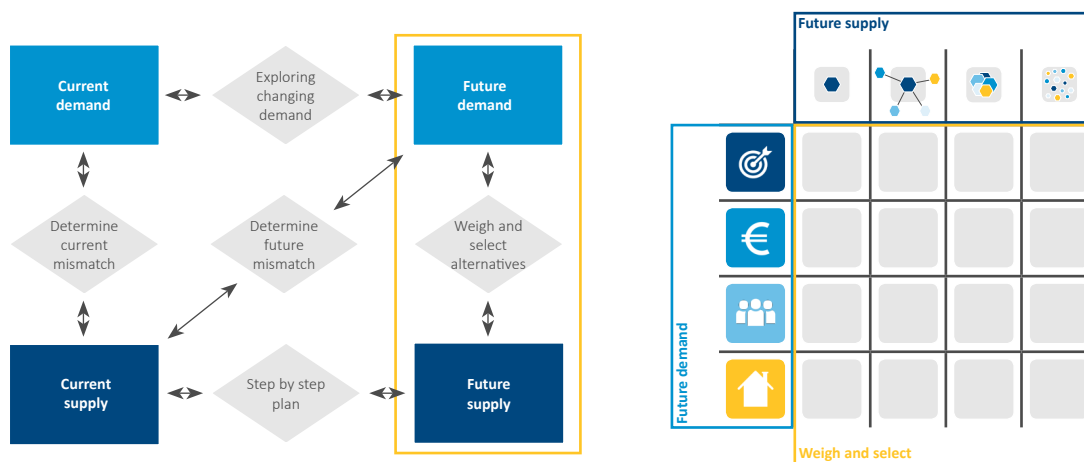 Current
demand
Exploring
changing
demand
Future
demand
Determine
current
mismatch
Determine
future
mismatch
Weigh and
select
alternatives
Current
supply
Step by step
plan
Future
supply
Future supply
€
Future demand
Weigh and select